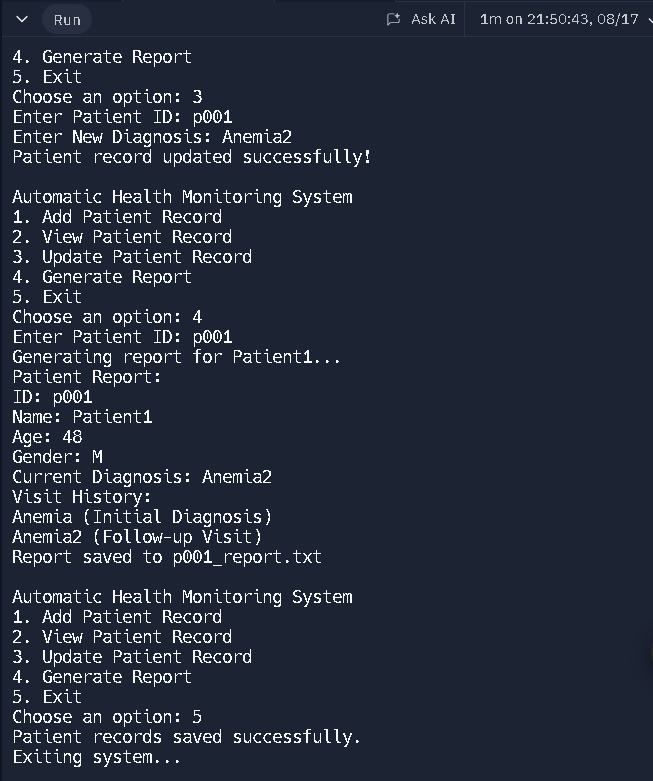 Run
Ask AI
1m on 21:50:43, 08/17
4. Generate Report
5. Exit
Choose an option: 3
Enter Patient ID: p001
Enter New Diagnosis: Anemia2
Patient record updated successfully!
Automatic Health Monitoring System
1. Add Patient Record
2. View Patient Record
3. Update Patient Record
4. Generate Report
5. Exit
Choose an option: 4
Enter Patient ID: p001
Generating report for Patient1...
Patient Report:
ID: p001
Name: Patient1
Age: 48
Gender: M
Current Diagnosis: Anemia2
Visit History:
Anemia (Initial Diagnosis)
Anemia2 (Follow-up Visit)
Report saved to p001_report.txt
Automatic Health Monitoring System
1. Add Patient Record
2. View Patient Record
3. Update Patient Record
4. Generate Report
5. Exit
Choose an option: 5
Patient records saved successfully.
Exiting system...